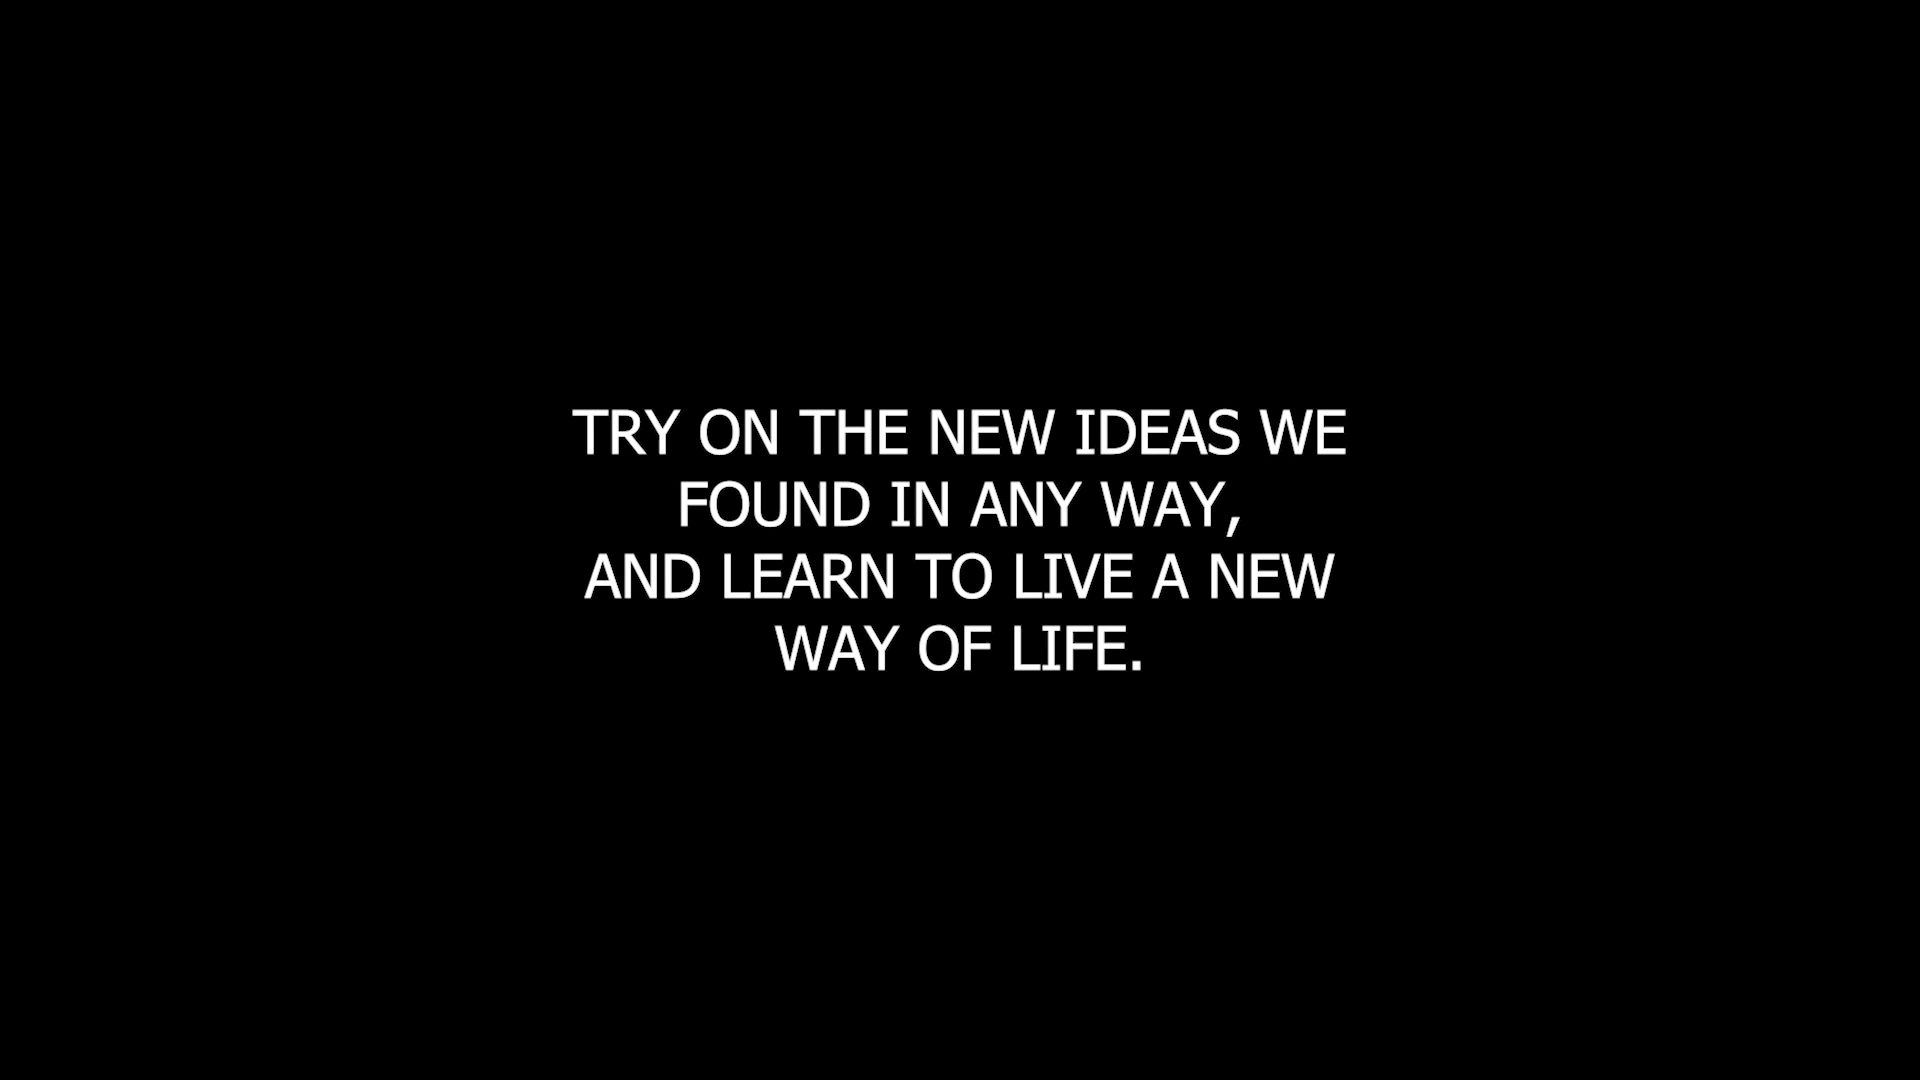 TRY ON THE NEW IDEAS WE
FOUND IN ANY WAY,
AND LEARN TO LIVE A NEW
WAY OF LIFE.